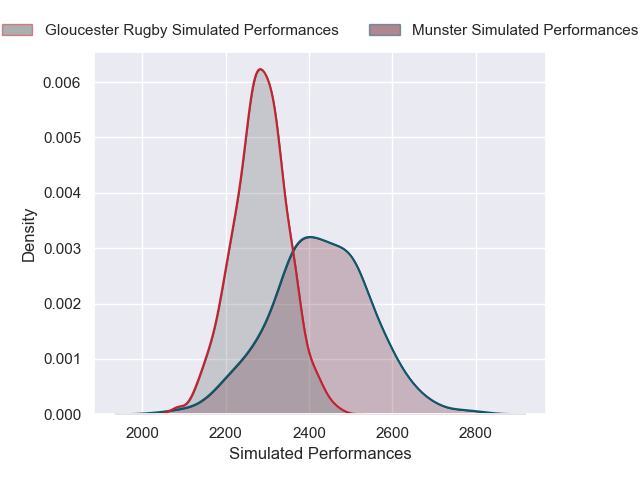 Gloucester Rugby Simulated Performances
Munster Simulated Performances
0.006
0.005
0.004
0.003
0.002
0.001
0.000
Density
2000 2200 2400 2600 2800
Simulated Performances